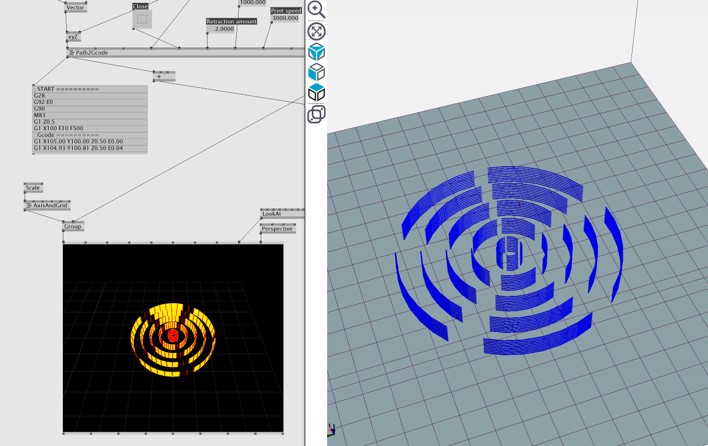 Vector
Close
1000.000
Print speed
3000.000
Retraction amount
2.0000
xyZ
Path2Gcode
+
START ==========
G28
G92 E0
G90
M83
G1 Z0.5
G1 X100 E10 F500
Gcode ==========
G1 X105.00 Y100.00 Z0.50 E0.00
G1 X104.93 Y100.81 Z0.50 E0.04
Scale
AxisAndGrid
Group
LookAt
Perspective